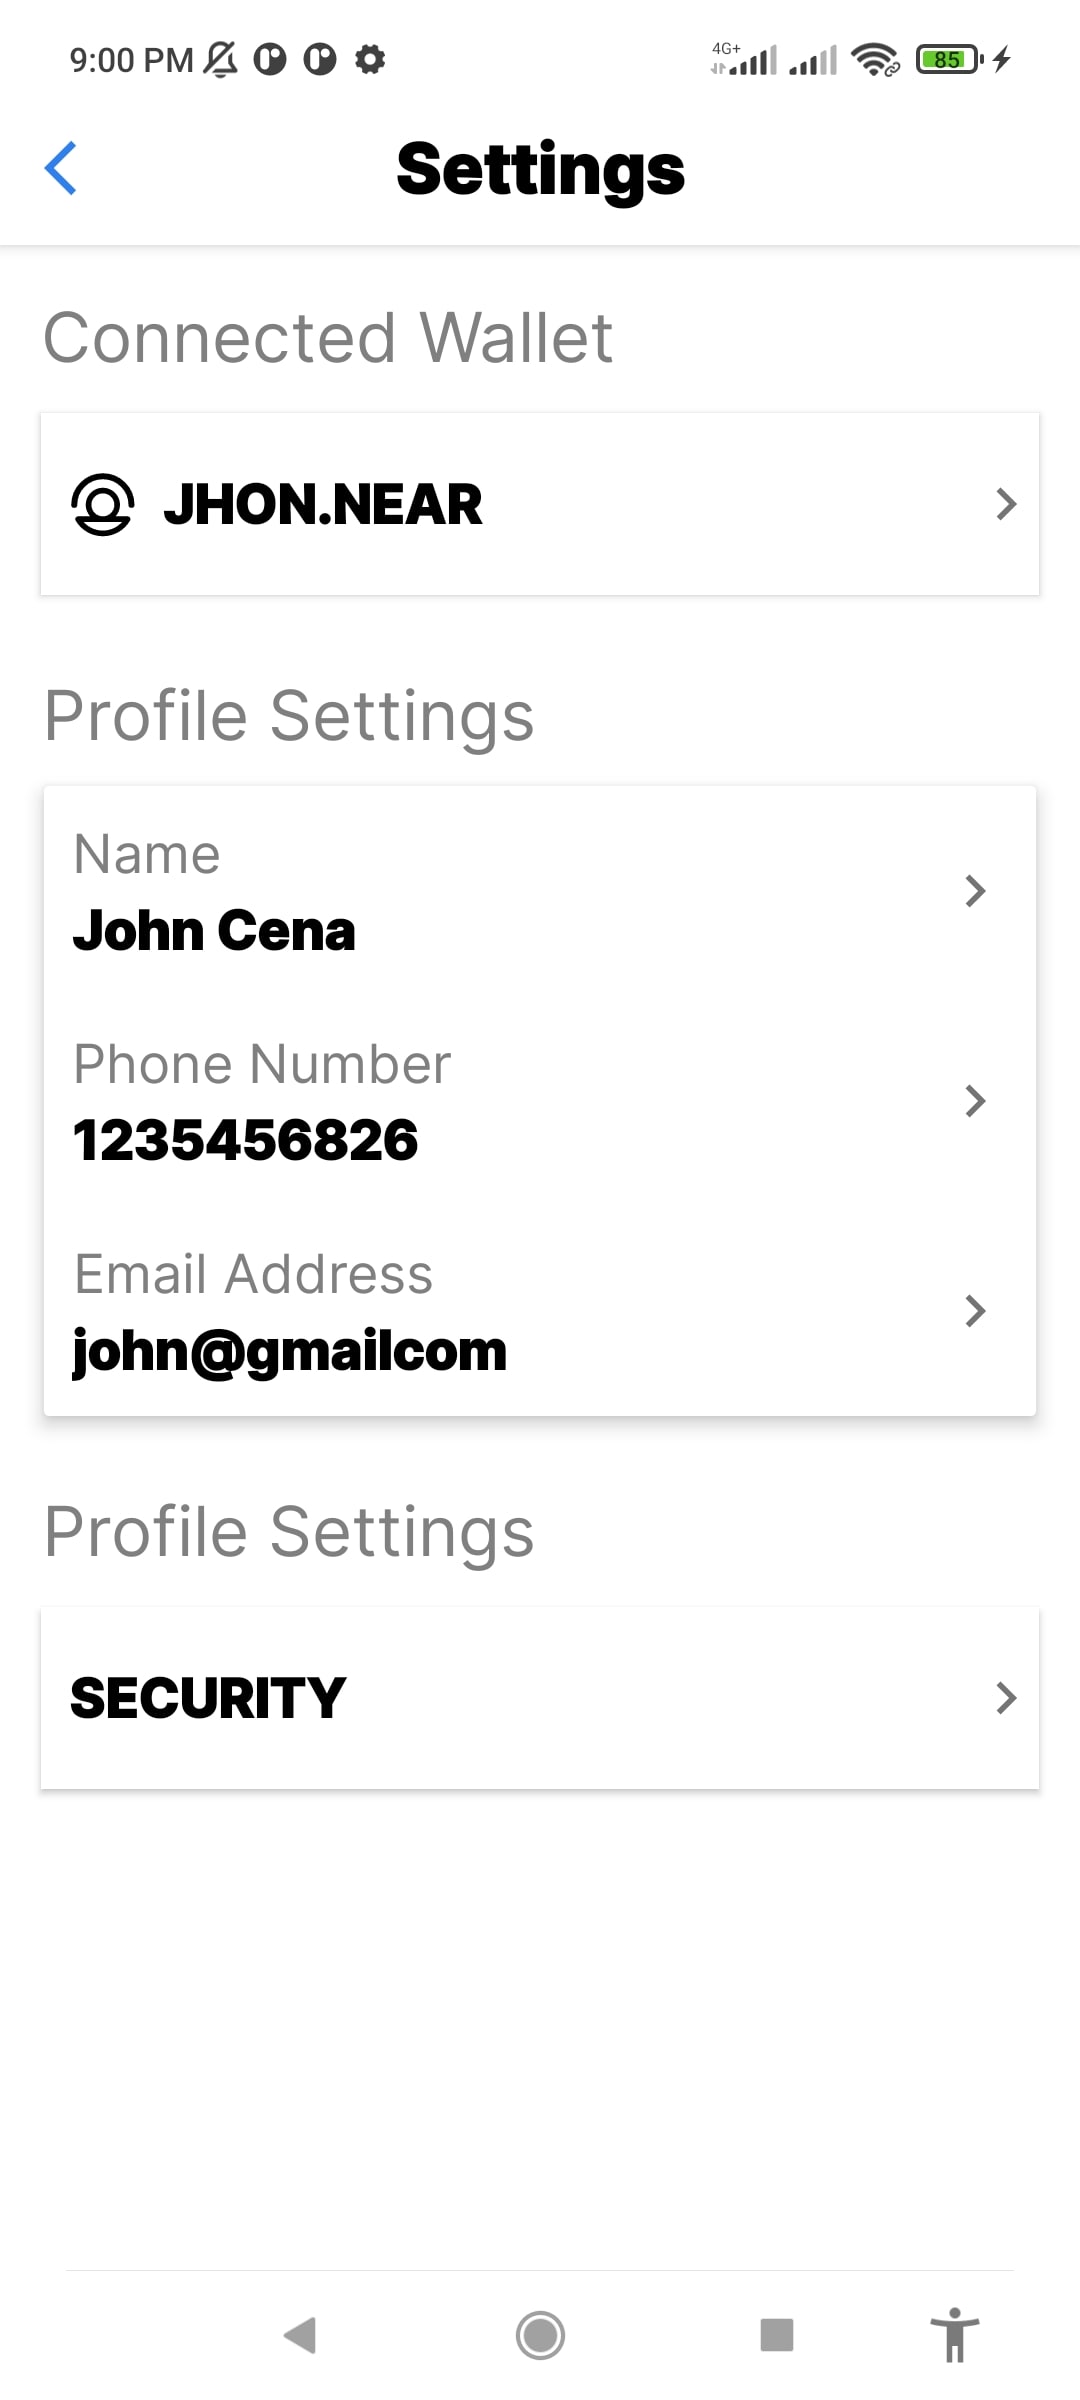 9:00 PM
4G+
85
Settings
Connected Wallet
JHON.NEAR
Profile Settings
Name
John Cena
Phone Number
1235456826
Email Address
john@gmailcom
Profile Settings
SECURITY